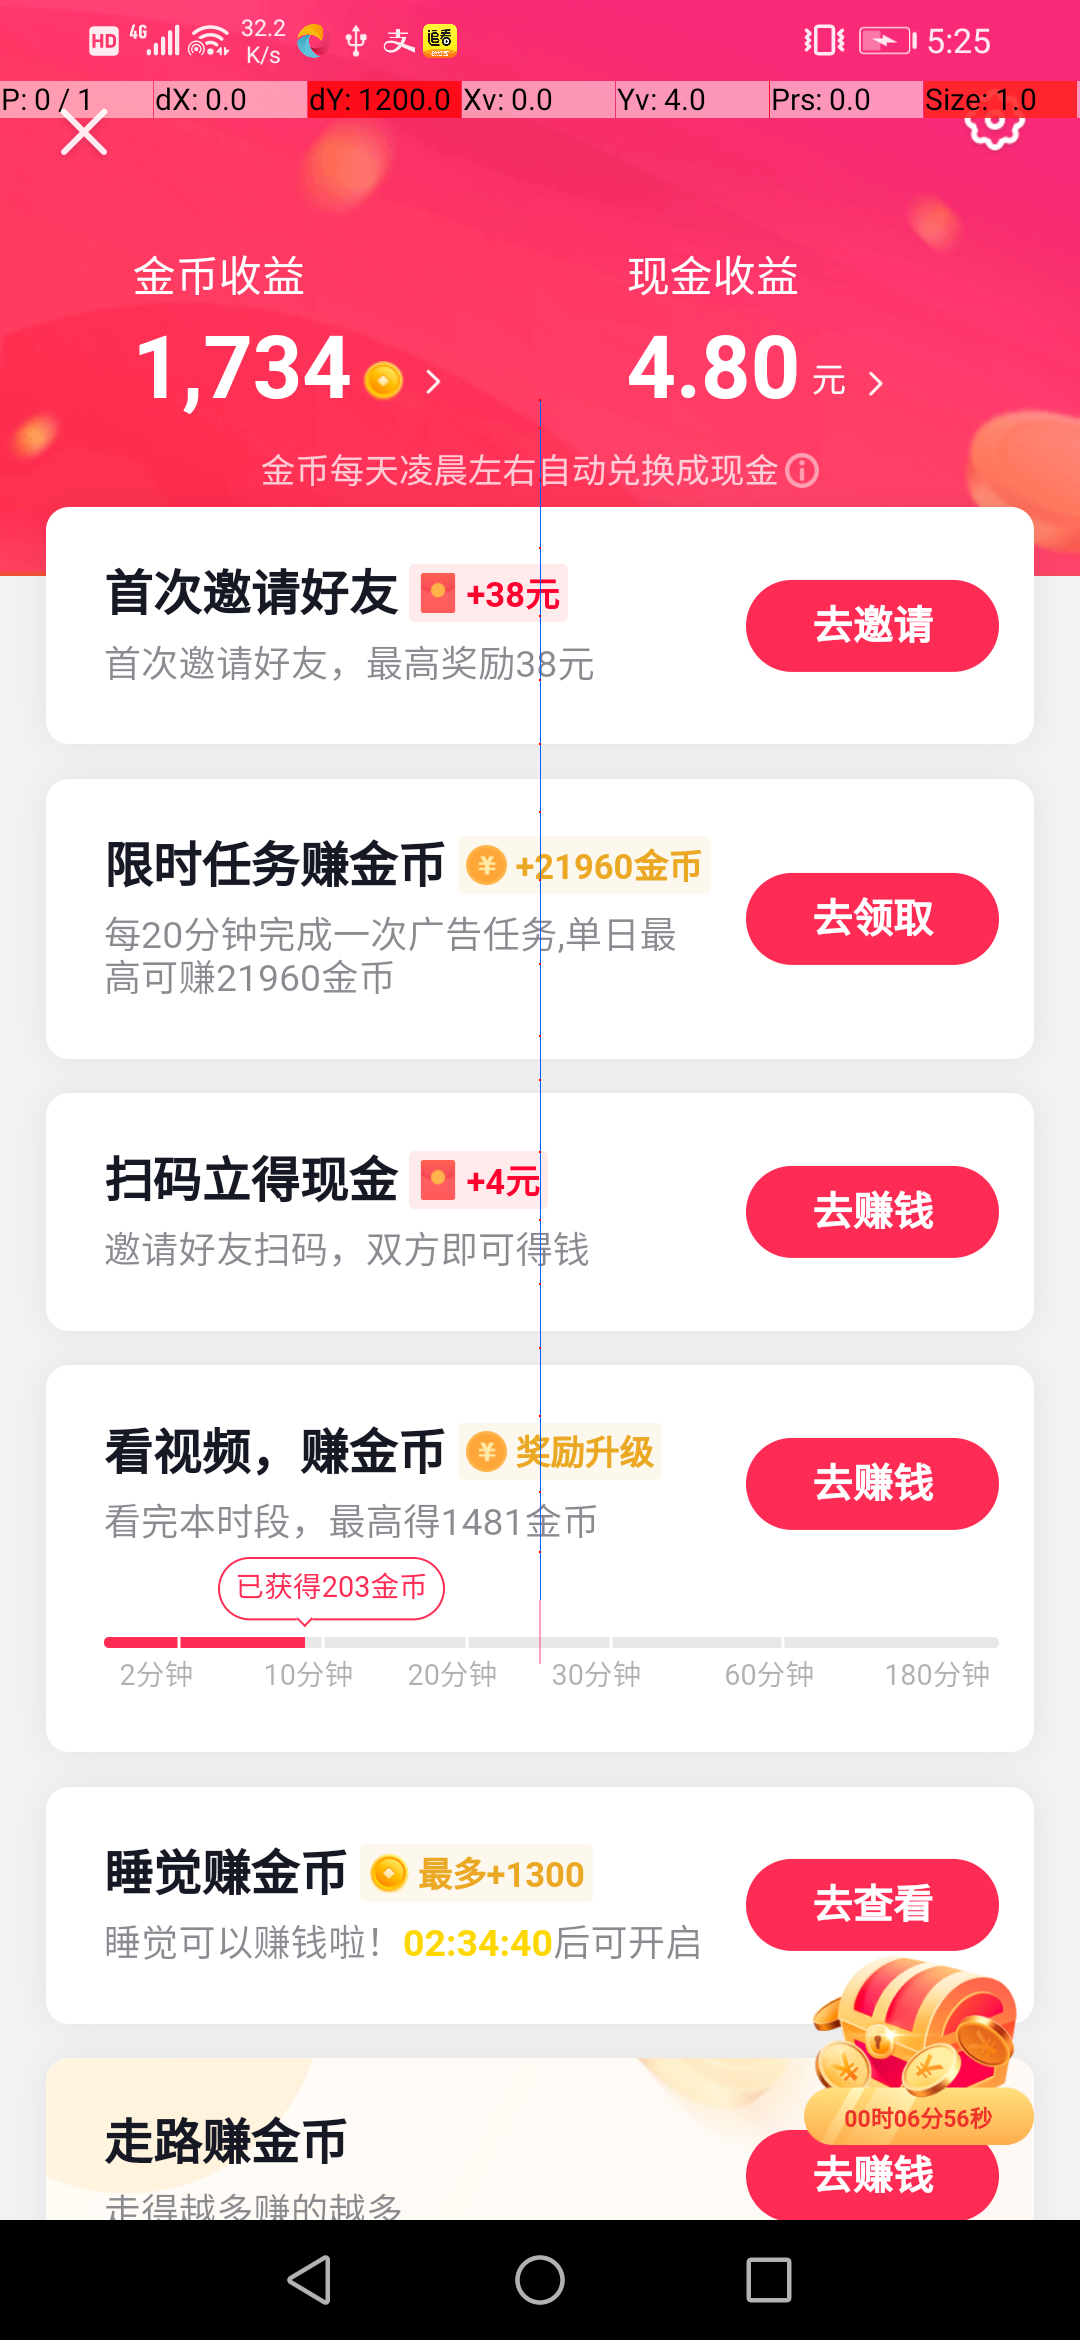 HD 4G 32.2 K/s 支 追看 5:25
P: 0 / 1 dX: 0.0 dY: 1200.0 Xv: 0.0 Yv: 4.0 Prs: 0.0 Size: 1.0
金币收益 现金收益
1,734 4.80 元
金币每天凌晨左右自动兑换成现金
首次邀请好友 +38元
首次邀请好友，最高奖励38元
去邀请
限时任务赚金币 +21960金币
每20分钟完成一次广告任务,单日最
高可赚21960金币
去领取
扫码立得现金 +4元
邀请好友扫码，双方即可得钱
去赚钱
看视频，赚金币 奖励升级
看完本时段，最高得1481金币
去赚钱
已获得203金币
2分钟 10分钟 20分钟 30分钟 60分钟 180分钟
睡觉赚金币 最多+1300
睡觉可以赚钱啦！02:34:40后可开启
去查看
00时06分56秒
走路赚金币
走得越多赚的越多
去赚钱